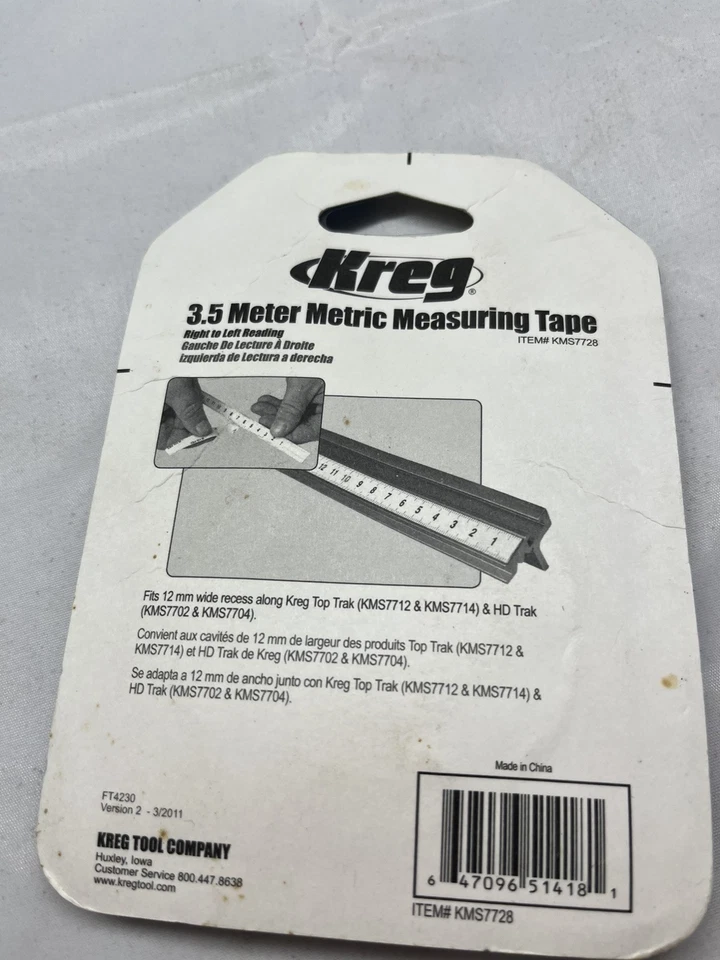 Kreg®
3.5 Meter Metric Measuring Tape
Right to Left Reading
ITEM# KMS7728
Gauche De Lecture À Droite
Izquierda de Lectura a derecha
12 11 10 9 8 7 6 5 4 3 2 1
Fits 12 mm wide recess along Kreg Top Trak (KMS7712 & KMS7714) & HD Trak
(KMS7702 & KMS7704).
Convient aux cavités de 12 mm de largeur des produits Top Trak (KMS7712 &
KMS7714) et HD Trak de Kreg (KMS7702 & KMS7704).
Se adapta a 12 mm de ancho junto con Kreg Top Trak (KMS7712 & KMS7714) &
HD Trak (KMS7702 & KMS7704).
Made in China
FT4230
Version 2 - 3/2011
KREG TOOL COMPANY
Huxley, Iowa
Customer Service 800.447.8638
www.kregtool.com
6 47096 51418 1
ITEM# KMS7728